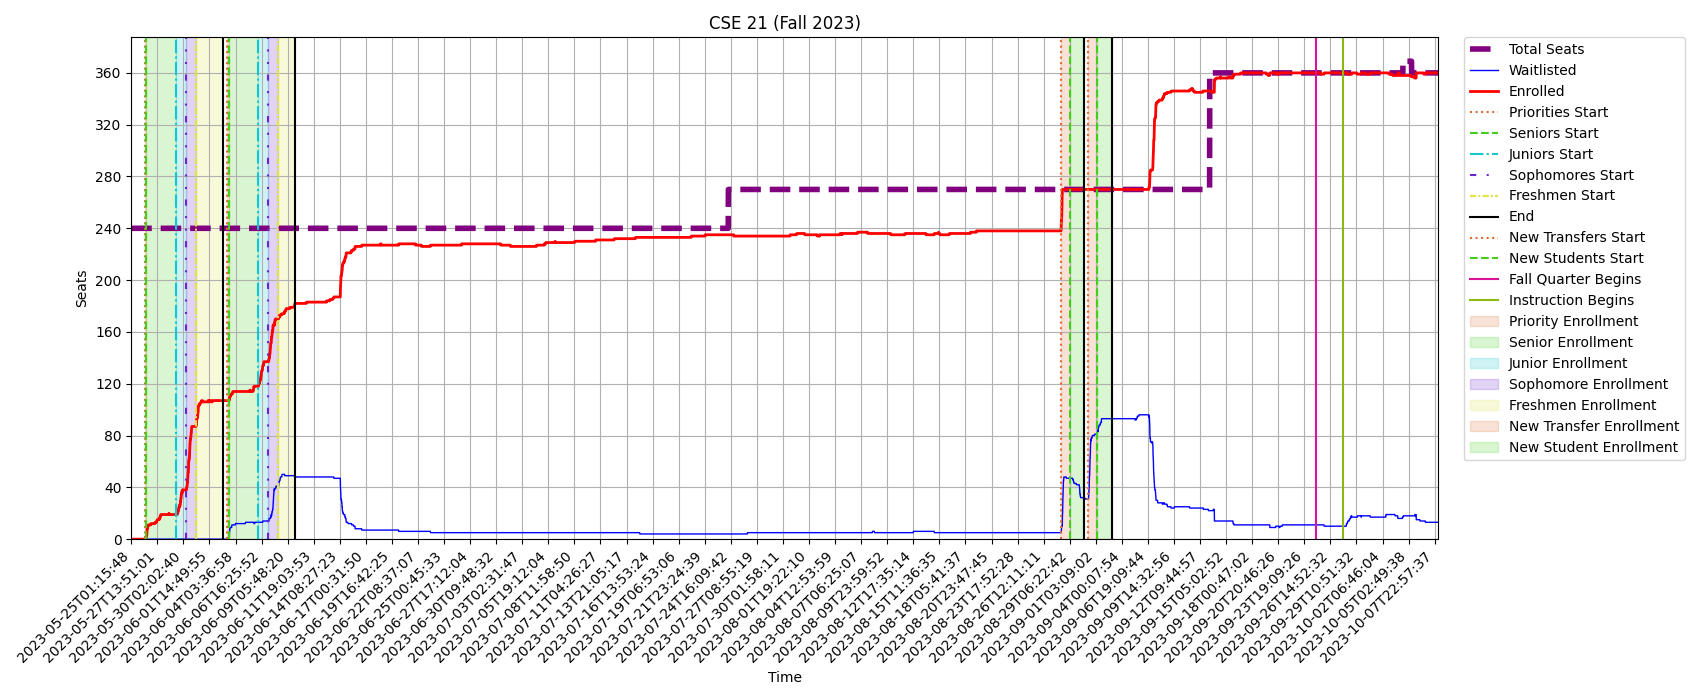 CSE 21 (Fall 2023)
Seats
360
320
280
240
200
160
120
80
40
0
2023-05-25T01:15:48
2023-05-27T13:51:01
2023-05-30T02:02:40
2023-06-01T14:49:55
2023-06-04T03:36:58
2023-06-06T16:25:52
2023-06-09T05:48:20
2023-06-11T19:03:53
2023-06-14T08:27:23
2023-06-17T00:31:50
2023-06-19T16:42:25
2023-06-22T08:37:07
2023-06-25T00:45:33
2023-06-27T17:12:04
2023-06-30T09:48:32
2023-07-03T02:31:47
2023-07-05T19:12:04
2023-07-08T11:58:50
2023-07-11T04:26:27
2023-07-13T21:05:17
2023-07-16T13:53:24
2023-07-19T06:53:06
2023-07-21T23:24:39
2023-07-24T16:09:42
2023-07-27T08:55:19
2023-07-30T01:58:11
2023-08-01T19:22:10
2023-08-04T12:53:59
2023-08-07T06:25:07
2023-08-09T23:59:52
2023-08-12T17:35:14
2023-08-15T11:36:35
2023-08-18T05:41:37
2023-08-20T23:47:45
2023-08-23T17:52:28
2023-08-26T12:11:11
2023-08-29T06:22:42
2023-09-01T03:09:02
2023-09-04T00:07:54
2023-09-06T19:09:44
2023-09-09T14:32:56
2023-09-12T09:44:57
2023-09-15T05:02:52
2023-09-18T00:47:02
2023-09-20T20:46:26
2023-09-23T19:09:26
2023-09-26T14:52:32
2023-09-29T10:51:32
2023-10-02T06:46:04
2023-10-05T02:49:38
2023-10-07T22:57:37
Time
Total Seats
Waitlisted
Enrolled
Priorities Start
Seniors Start
Juniors Start
Sophomores Start
Freshmen Start
End
New Transfers Start
New Students Start
Fall Quarter Begins
Instruction Begins
Priority Enrollment
Senior Enrollment
Junior Enrollment
Sophomore Enrollment
Freshmen Enrollment
New Transfer Enrollment
New Student Enrollment